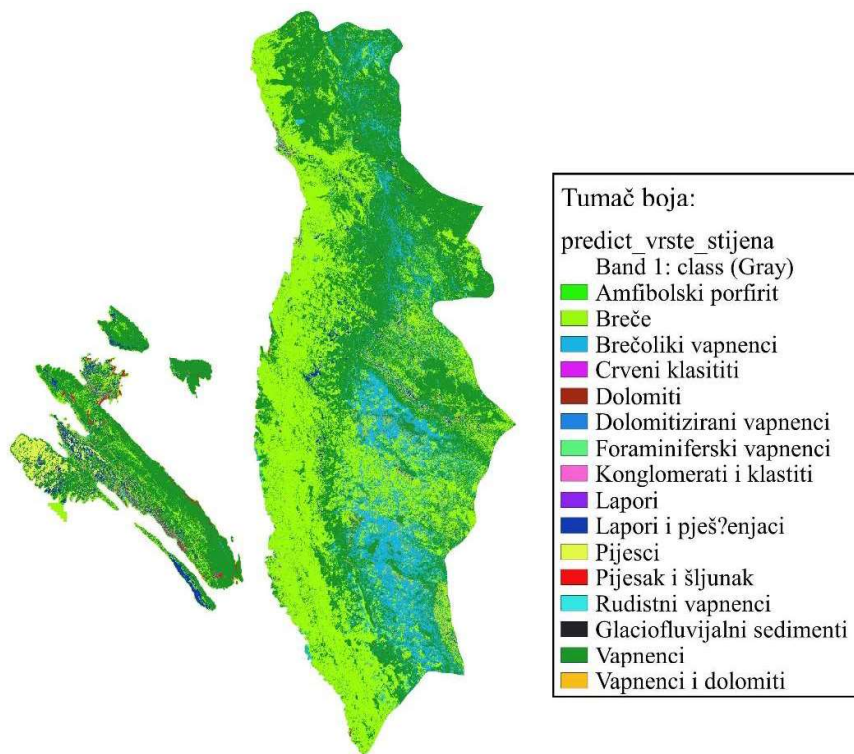 Tumač boja:
predict_vrste_stijena
Band 1: class (Gray)
Amfibolski porfirit
Breče
Brečoliki vapnenci
Crveni klasititi
Dolomiti
Dolomitizirani vapnenci
Foraminiferski vapnenci
Konglomerati i klastiti
Lapori
Lapori i pješ?enjaci
Pijesci
Pijesak i šljunak
Rudistni vapnenci
Glaciofluvijalni sedimenti
Vapnenci
Vapnenci i dolomiti